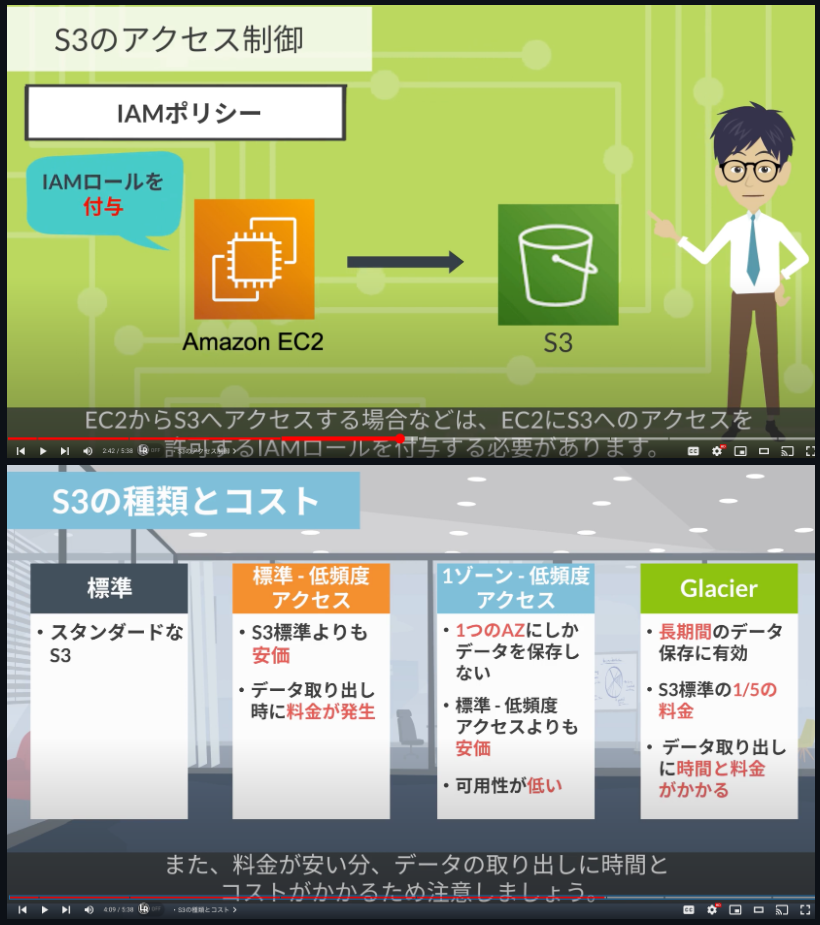 S3のアクセス制御
IAMポリシー
IAMロールを
付与
Amazon EC2
S3
EC2からS3へアクセスする場合などは、EC2にS3へのアクセスを
許可するIAMロールを付与する必要があります。
2:42 / 5:38
・S3のアクセス制御
S3の種類とコスト
標準
・スタンダードな
S3
標準 - 低頻度
アクセス
・S3標準よりも
安価
・データ取り出し
時に料金が発生
1ゾーン - 低頻度
アクセス
・1つのAZにしか
データを保存し
ない
・標準 - 低頻度
アクセスよりも
安価
・可用性が低い
Glacier
・長期間のデータ
保存に有効
・S3標準の1/5の
料金
・データ取り出し
に時間と料金
がかかる
また、料金が安い分、データの取り出しに時間と
コストがかかるため注意しましょう。
4:09 / 5:38
・S3の種類とコスト